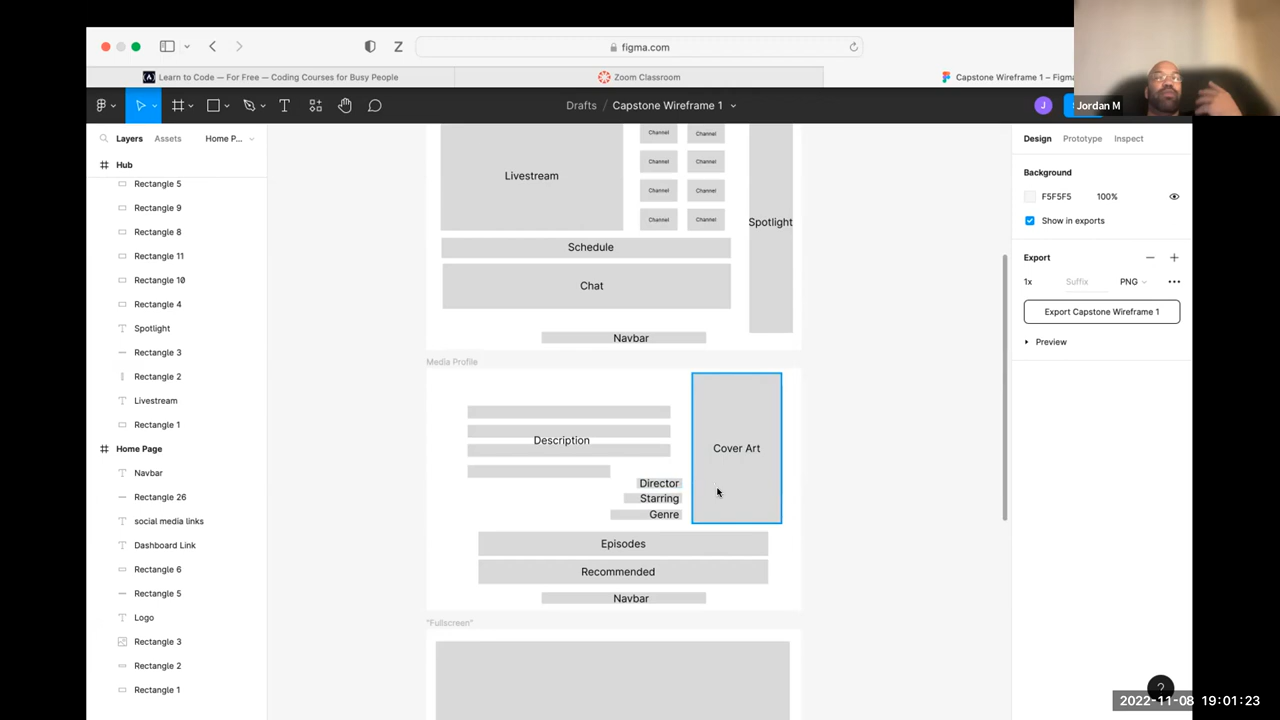 figma.com
Learn to Code — For Free — Coding Courses for Busy People
Zoom Classroom
Capstone Wireframe 1 – Figma
Drafts / Capstone Wireframe 1
J
Jordan M
Layers
Assets
Home P...
Design
Prototype
Inspect
Hub
Rectangle 5
Rectangle 9
Rectangle 8
Rectangle 11
Rectangle 10
Rectangle 4
Spotlight
Rectangle 3
Rectangle 2
Livestream
Rectangle 1
Home Page
Navbar
Rectangle 26
social media links
Dashboard Link
Rectangle 6
Rectangle 5
Logo
Rectangle 3
Rectangle 2
Rectangle 1
Livestream
Channel
Channel
Channel
Channel
Channel
Channel
Channel
Channel
Spotlight
Schedule
Chat
Navbar
Media Profile
Description
Cover Art
Director
Starring
Genre
Episodes
Recommended
Navbar
"Fullscreen"
Background
F5F5F5 100%
Show in exports
Export
1x Suffix PNG
Export Capstone Wireframe 1
Preview
?
2022-11-08 19:01:23